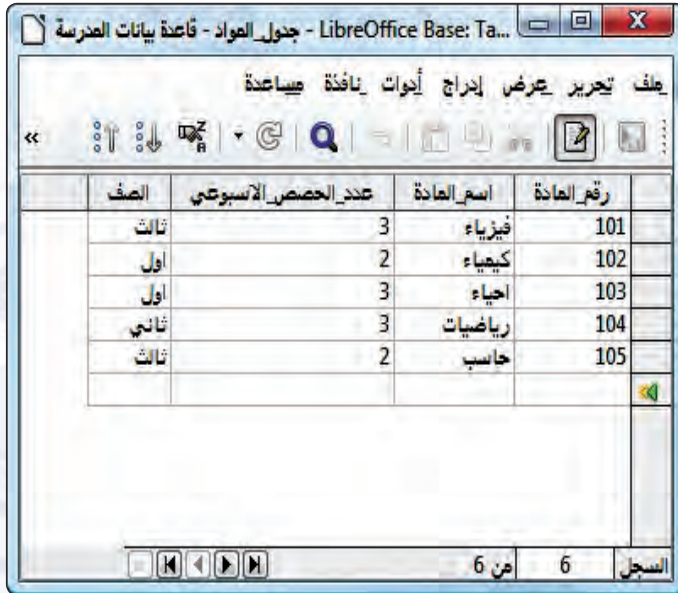 جدول_المواد - قاعدة بيانات المدرسة - LibreOffice Base: Ta...
ملف تحرير عرض إدراج أدوات نافذة مساعدة
رقم_المادة اسم_المادة عدد_الحصص_الاسبوعي الصف
101 فيزياء 3 ثالث
102 كيمياء 2 اول
103 احياء 3 اول
104 رياضيات 3 ثاني
105 حاسب 2 ثالث
السجل 6 من 6